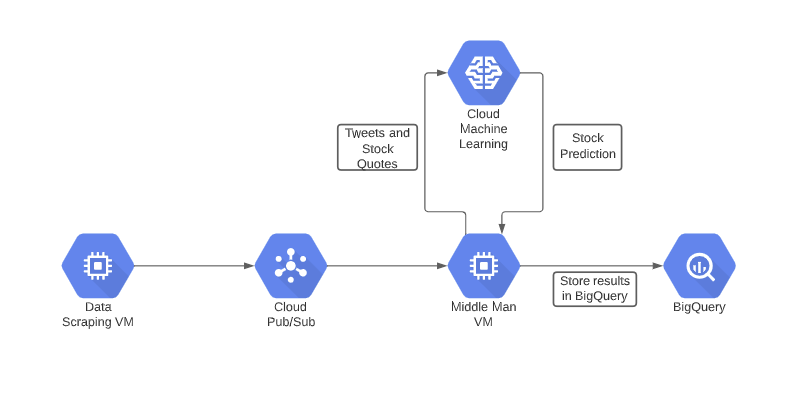 Cloud
Machine
Learning
Tweets and
Stock
Quotes
Stock
Prediction
Data
Scraping VM
Cloud
Pub/Sub
Middle Man
VM
Store results
in BigQuery
BigQuery